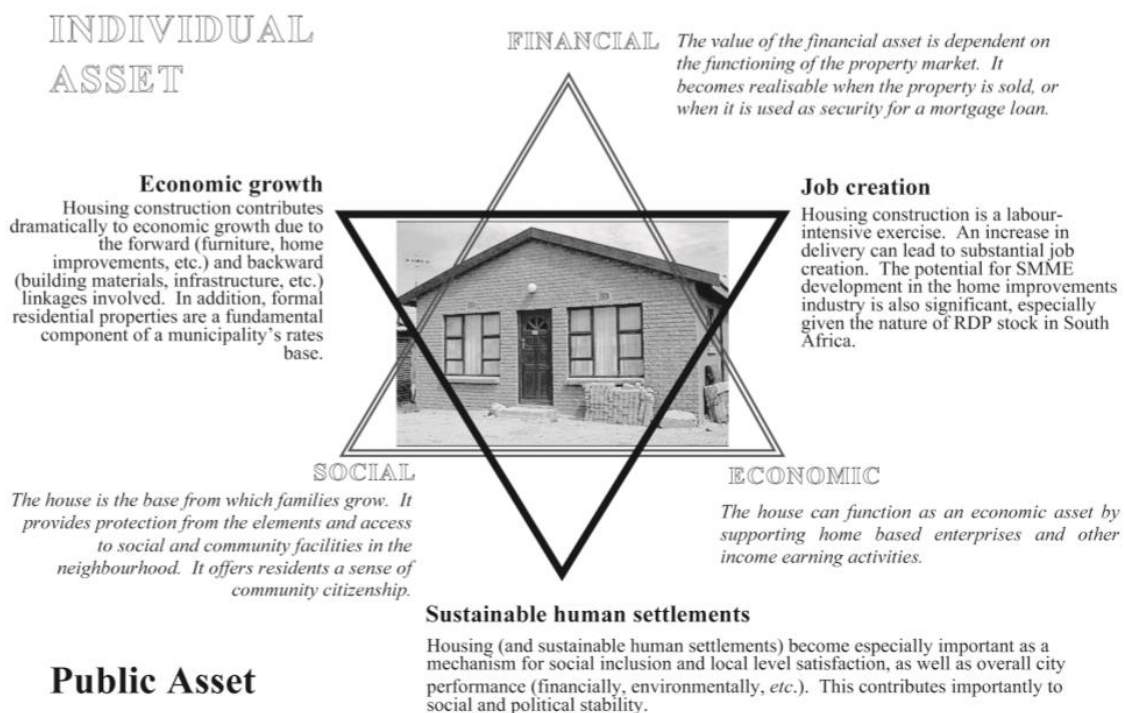 INDIVIDUAL
ASSET
FINANCIAL
The value of the financial asset is dependent on
the functioning of the property market. It
becomes realisable when the property is sold, or
when it is used as security for a mortgage loan.
Economic growth
Housing construction contributes
dramatically to economic growth due to
the forward (furniture, home
improvements, etc.) and backward
(building materials, infrastructure, etc.)
linkages involved. In addition, formal
residential properties are a fundamental
component of a municipality's rates
base.
Job creation
Housing construction is a labour-
intensive exercise. An increase in
delivery can lead to substantial job
creation. The potential for SMME
development in the home improvements
industry is also significant, especially
given the nature of RDP stock in South
Africa.
SOCIAL
The house is the base from which families grow. It
provides protection from the elements and access
to social and community facilities in the
neighbourhood. It offers residents a sense of
community citizenship.
ECONOMIC
The house can function as an economic asset by
supporting home based enterprises and other
income earning activities.
Sustainable human settlements
Housing (and sustainable human settlements) become especially important as a
mechanism for social inclusion and local level satisfaction, as well as overall city
performance (financially, environmentally, etc.). This contributes importantly to
social and political stability.
Public Asset